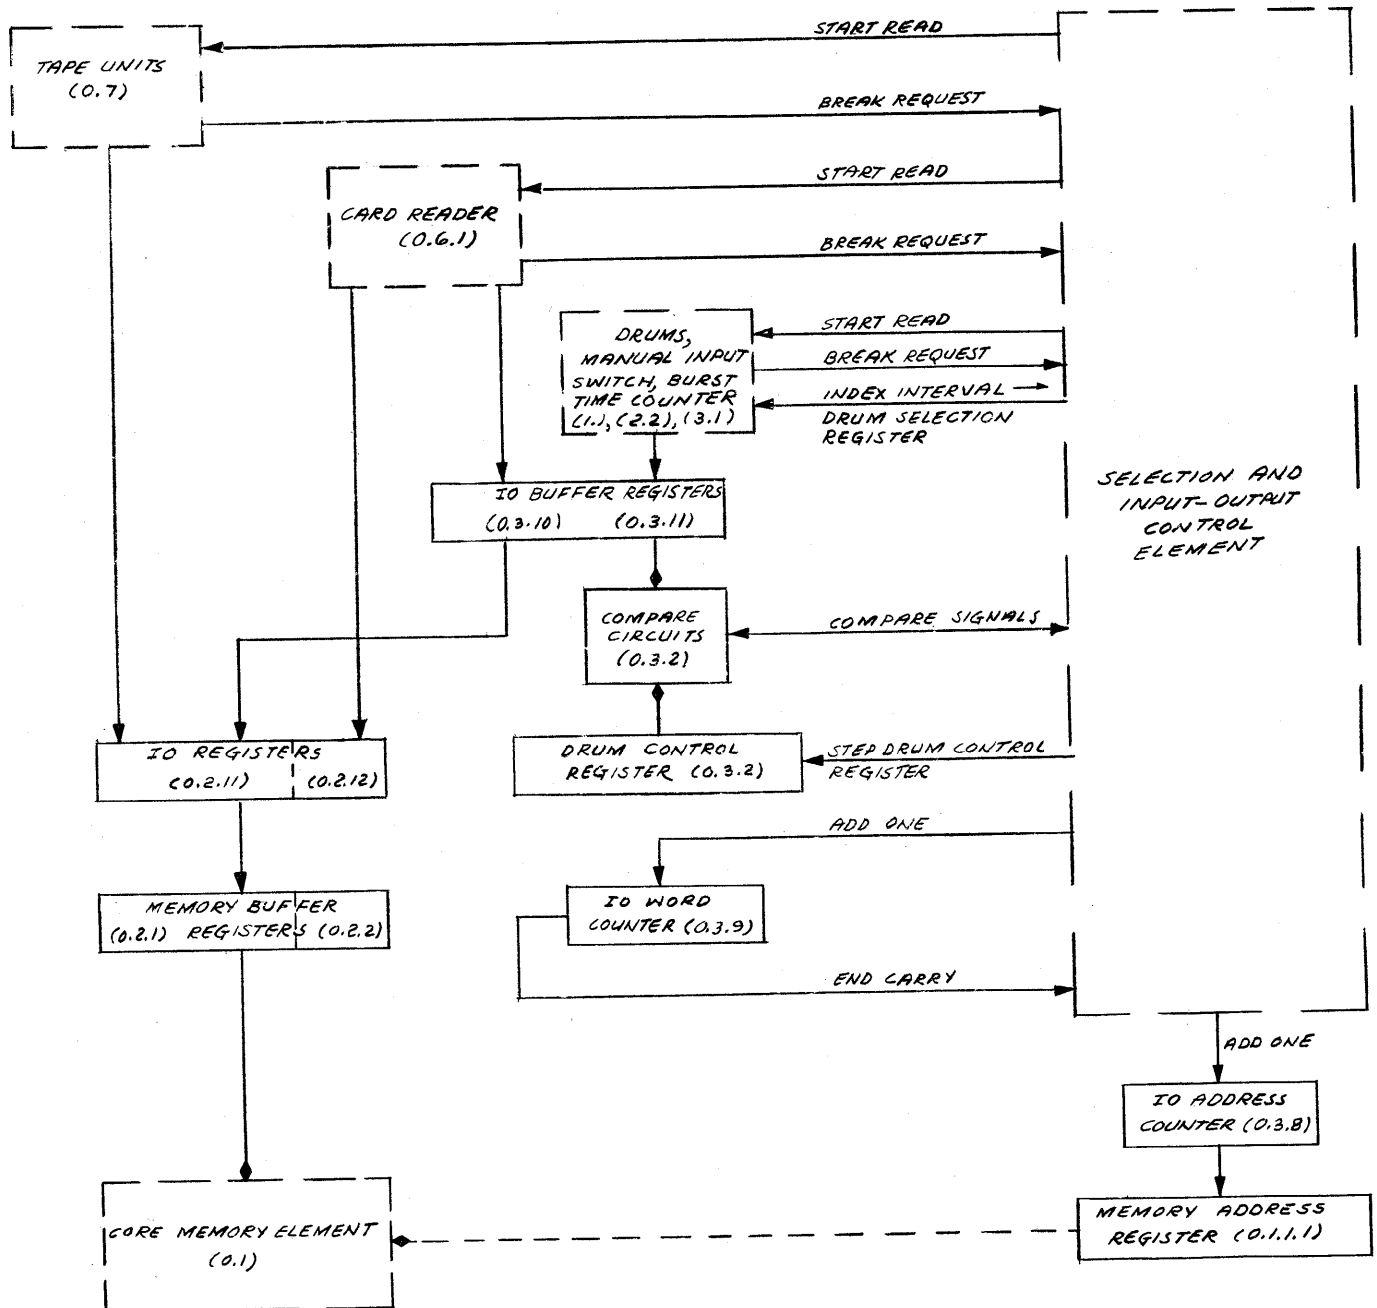 START READ
TAPE UNITS
(0.7)
BREAK REQUEST
START READ
CARD READER
(0.6.1)
BREAK REQUEST
DRUMS,
MANUAL INPUT
SWITCH, BURST
TIME COUNTER
(1.), (2.2), (3.1)
START READ
BREAK REQUEST
INDEX INTERVAL →
DRUM SELECTION
REGISTER
IO BUFFER REGISTERS
(0.3.10) (0.3.11)
SELECTION AND
INPUT-OUTPUT
CONTROL
ELEMENT
COMPARE
CIRCUITS
(0.3.2)
COMPARE SIGNALS
IO REGISTERS
(0.2.11) (0.2.12)
DRUM CONTROL
REGISTER (0.3.2)
STEP DRUM CONTROL
REGISTER
ADD ONE
MEMORY BUFFER
(0.2.1) REGISTERS (0.2.2)
IO WORD
COUNTER (0.3.9)
END CARRY
ADD ONE
IO ADDRESS
COUNTER (0.3.8)
CORE MEMORY ELEMENT
(0.1)
MEMORY ADDRESS
REGISTER (0.1.1.1)